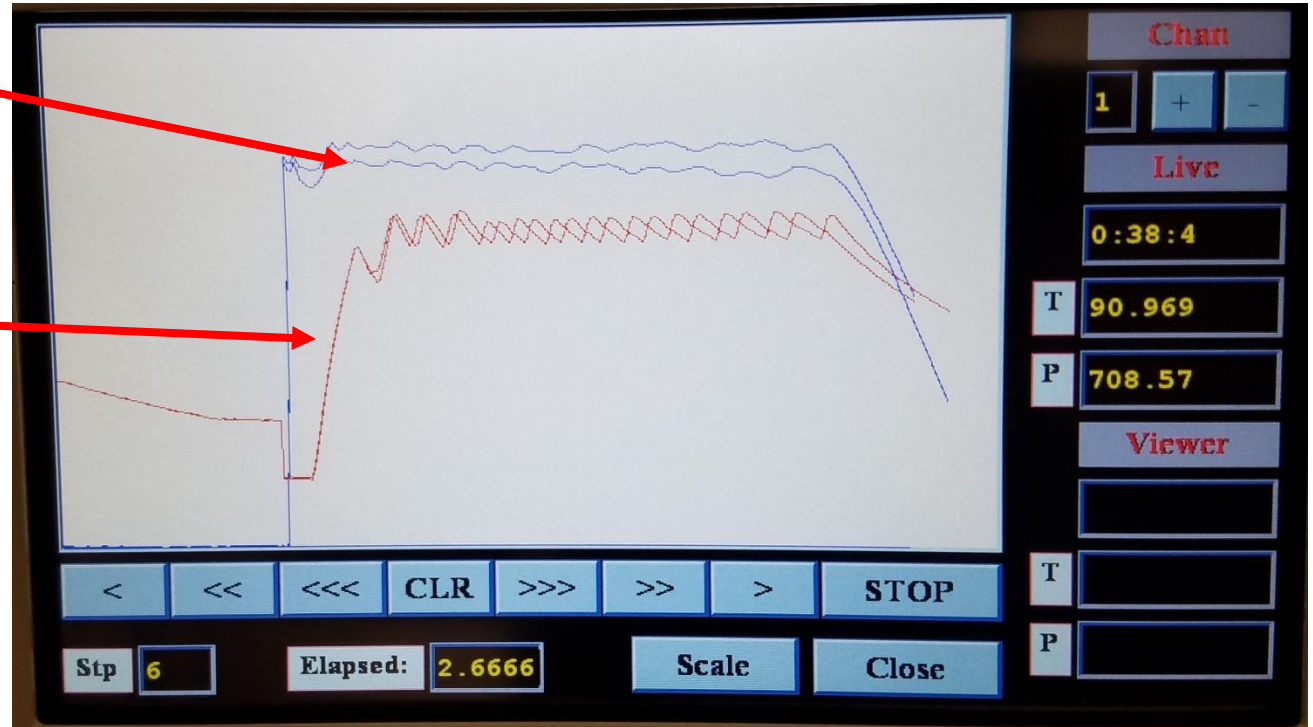 Chan
1 + -
Live
0:38:4
T 90.969
P 708.57
Viewer
T
P
< << <<< CLR >>> >> > STOP
Stp 6 Elapsed: 2.6666 Scale Close